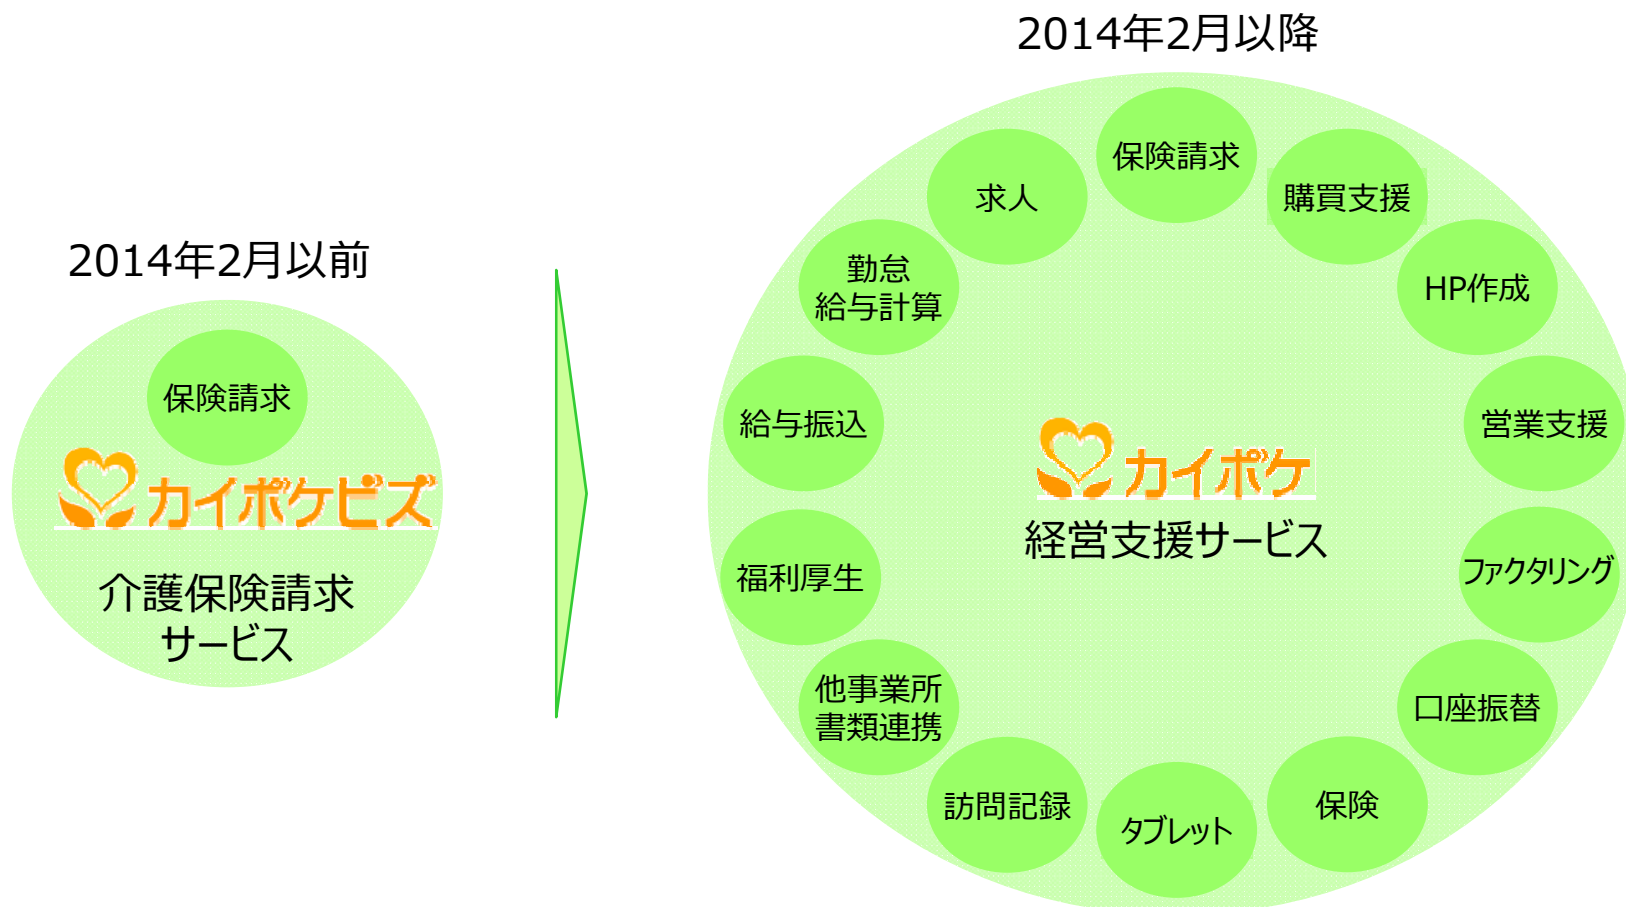 2014年2月以前
保険請求
カイポケビズ
介護保険請求
サービス
2014年2月以降
保険請求
購買支援
HP作成
営業支援
ファクタリング
口座振替
保険
タブレット
訪問記録
他事業所
書類連携
福利厚生
給与振込
勤怠
給与計算
求人
カイポケ
経営支援サービス